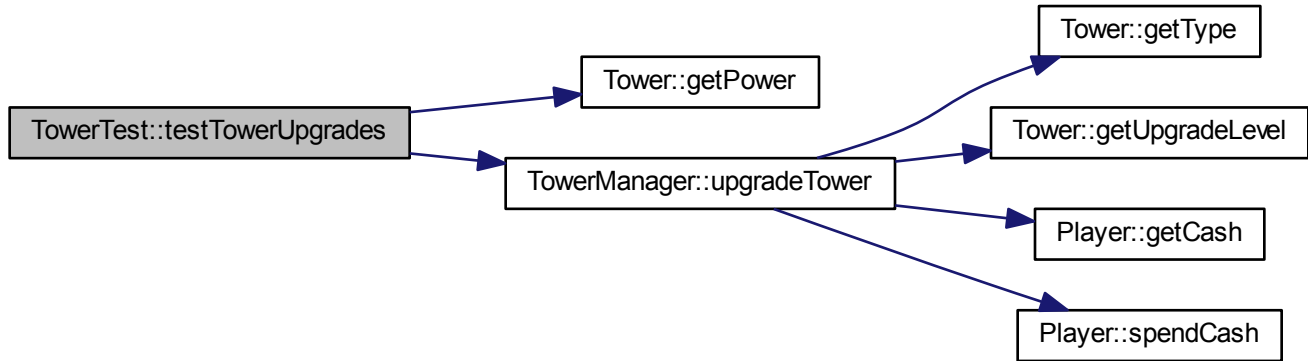 Tower::getType
Tower::getPower
TowerTest::testTowerUpgrades
Tower::getUpgradeLevel
TowerManager::upgradeTower
Player::getCash
Player::spendCash